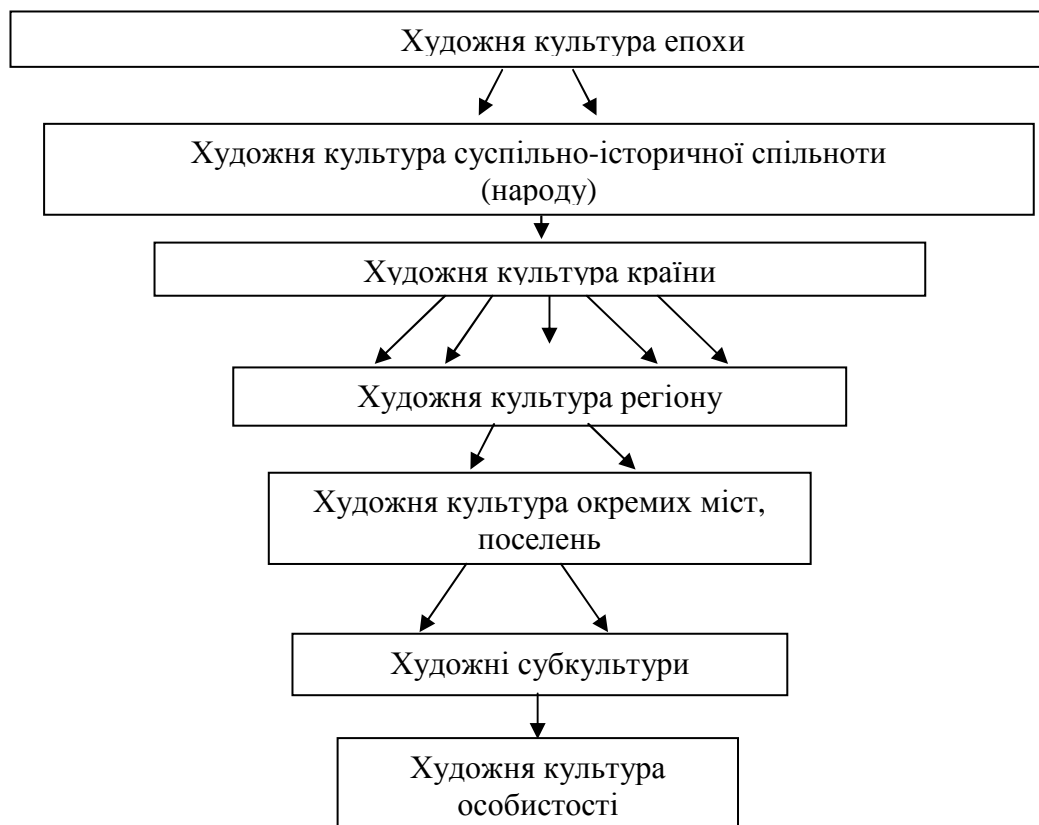 Художня культура епохи
Художня культура суспільно-історичної спільноти
(народу)
Художня культура країни
Художня культура регіону
Художня культура окремих міст,
поселень
Художні субкультури
Художня культура
особистості